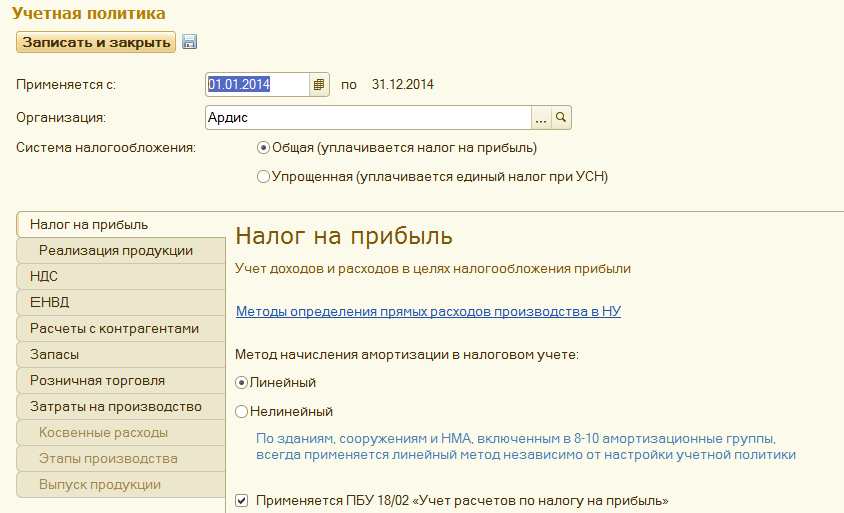 Учетная политика
Записать и закрыть
Применяется с: 01.01.2014 по 31.12.2014
Организация: Ардис ...
Система налогообложения: Общая (уплачивается налог на прибыль)
Упрощенная (уплачивается единый налог при УСН)
Налог на прибыль
Реализация продукции
НДС
ЕНВД
Расчеты с контрагентами
Запасы
Розничная торговля
Затраты на производство
Косвенные расходы
Этапы производства
Выпуск продукции
Налог на прибыль
Учет доходов и расходов в целях налогообложения прибыли
Методы определения прямых расходов производства в НУ
Метод начисления амортизации в налоговом учете:
Линейный
Нелинейный
По зданиям, сооружениям и НМА, включенным в 8-10 амортизационные группы,
всегда применяется линейный метод независимо от настройки учетной политики
Применяется ПБУ 18/02 «Учет расчетов по налогу на прибыль»